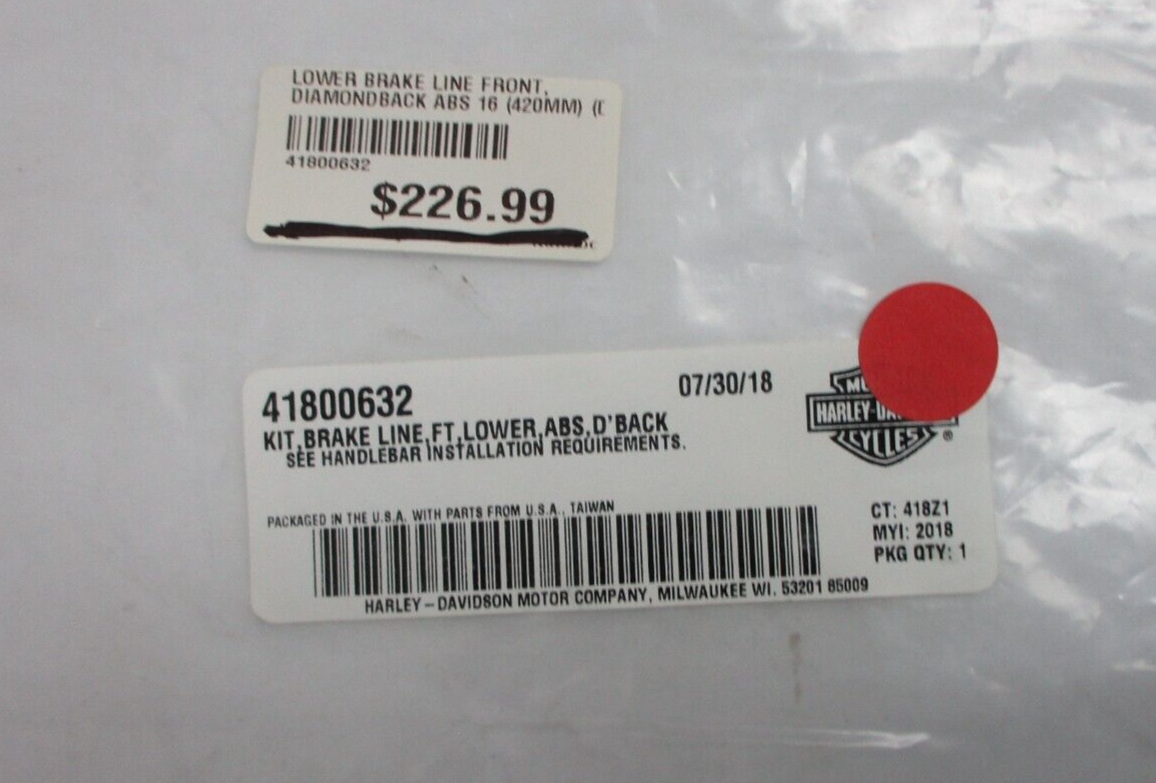 LOWER BRAKE LINE FRONT,
DIAMONDBACK ABS 16 (420MM) (
41800632
$226.99
41800632
07/30/18
KIT,BRAKE LINE,FT,LOWER,ABS,D'BACK
SEE HANDLEBAR INSTALLATION REQUIREMENTS.
HARLEY-
CYCLES
®
PACKAGED IN THE U.S.A. WITH PARTS FROM U.S.A., TAIWAN
CT: 418Z1
MYI: 2018
PKG QTY: 1
HARLEY-DAVIDSON MOTOR COMPANY, MILWAUKEE WI. 53201 85009